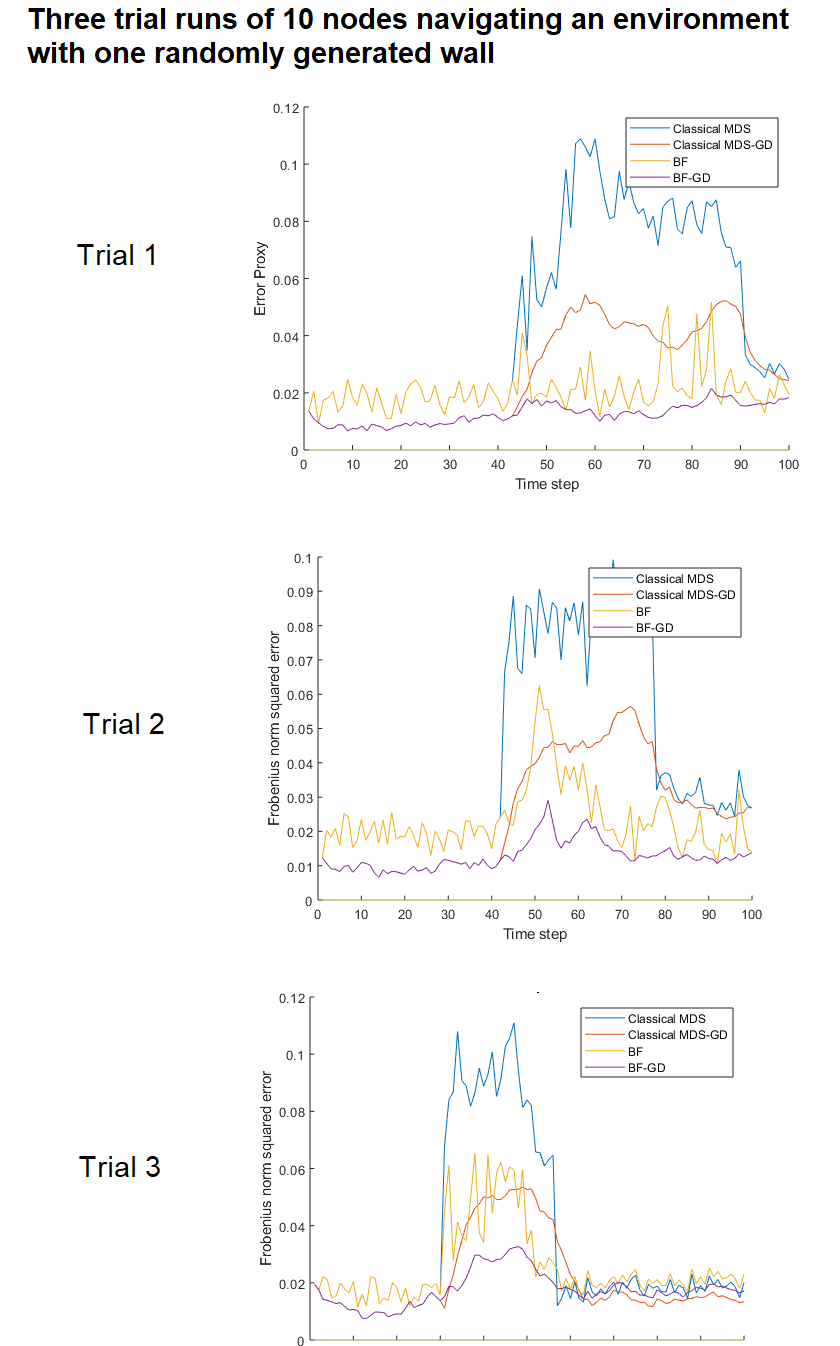 Three trial runs of 10 nodes navigating an environment
with one randomly generated wall
Trial 1
Error Proxy
0.12
0.1
0.08
0.06
0.04
0.02
0
0 10 20 30 40 50 60 70 80 90 100
Time step
Classical MDS
Classical MDS-GD
BF
BF-GD
Trial 2
Frobenius norm squared error
0.1
0.09
0.08
0.07
0.06
0.05
0.04
0.03
0.02
0.01
0
0 10 20 30 40 50 60 70 80 90 100
Time step
Classical MDS
Classical MDS-GD
BF
BF-GD
Trial 3
Frobenius norm squared error
0.12
0.1
0.08
0.06
0.04
0.02
0
Classical MDS
Classical MDS-GD
BF
BF-GD